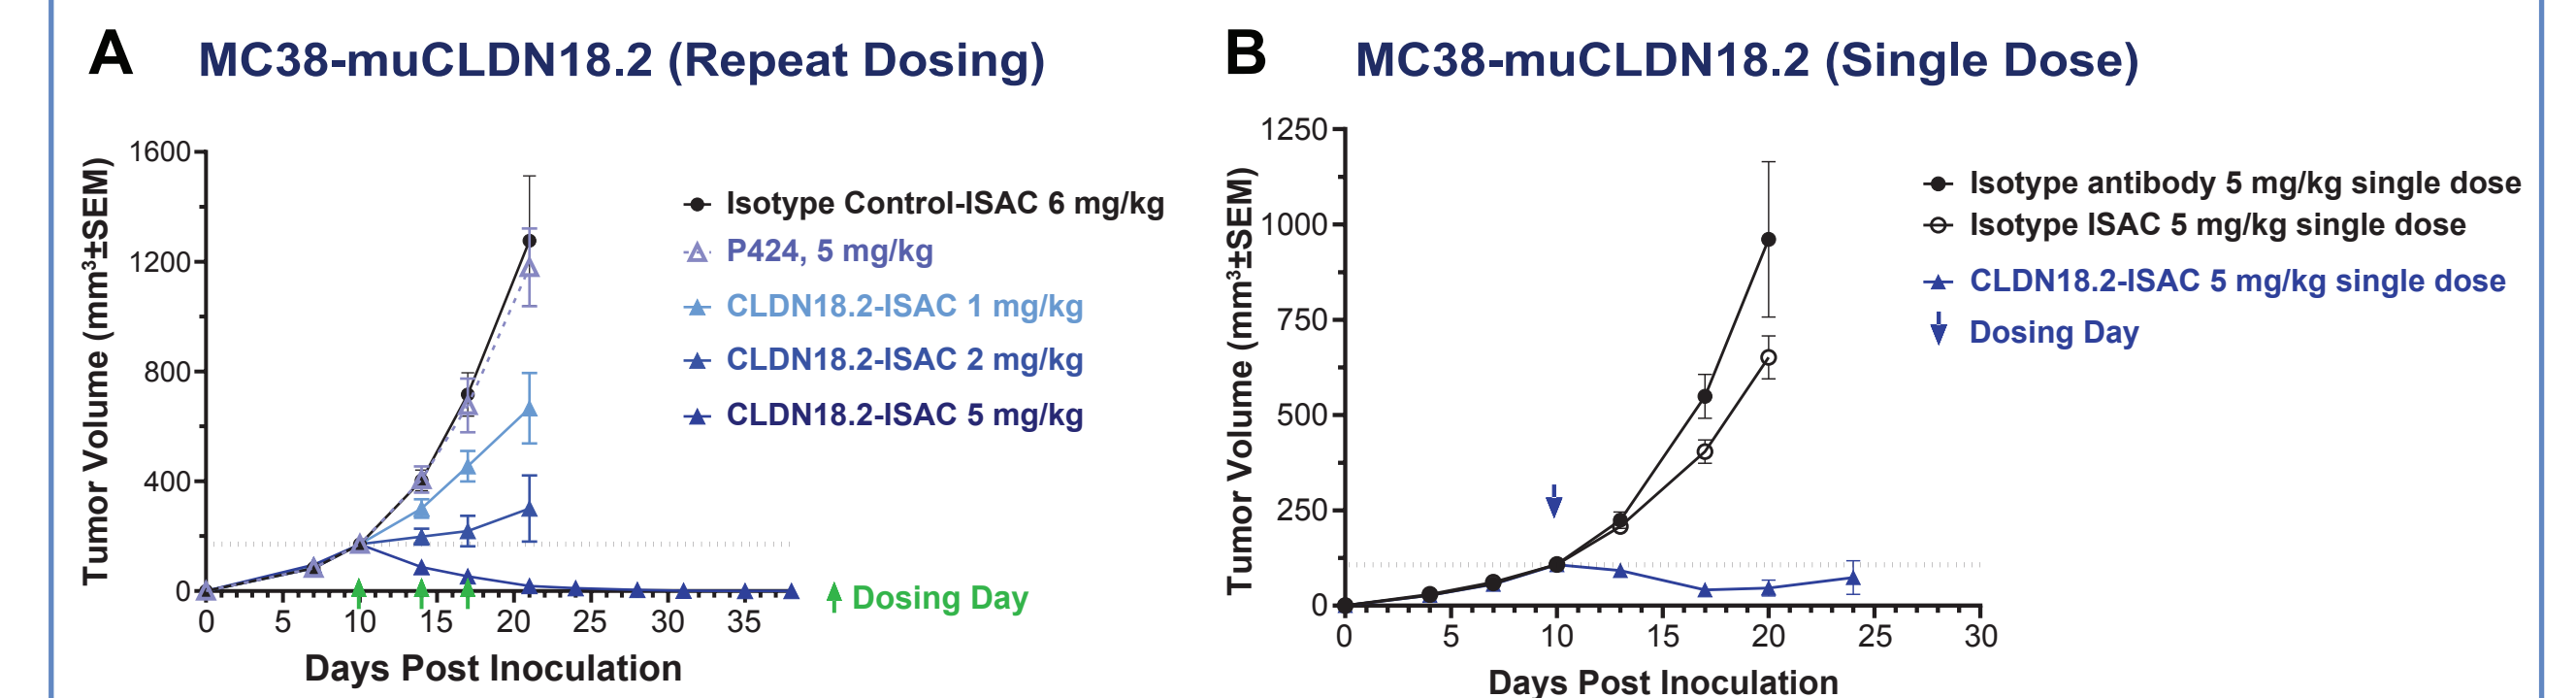 A
MC38-muCLDN18.2 (Repeat Dosing)
Tumor Volume (mm³±SEM)
1600
1200
800
400
0
0 5 10 15 20 25 30 35
Days Post Inoculation
Isotype Control-ISAC 6 mg/kg
P424, 5 mg/kg
CLDN18.2-ISAC 1 mg/kg
CLDN18.2-ISAC 2 mg/kg
CLDN18.2-ISAC 5 mg/kg
Dosing Day
B
MC38-muCLDN18.2 (Single Dose)
Tumor Volume (mm³±SEM)
1250
1000
750
500
250
0
0 5 10 15 20 25 30
Days Post Inoculation
Isotype antibody 5 mg/kg single dose
Isotype ISAC 5 mg/kg single dose
CLDN18.2-ISAC 5 mg/kg single dose
Dosing Day